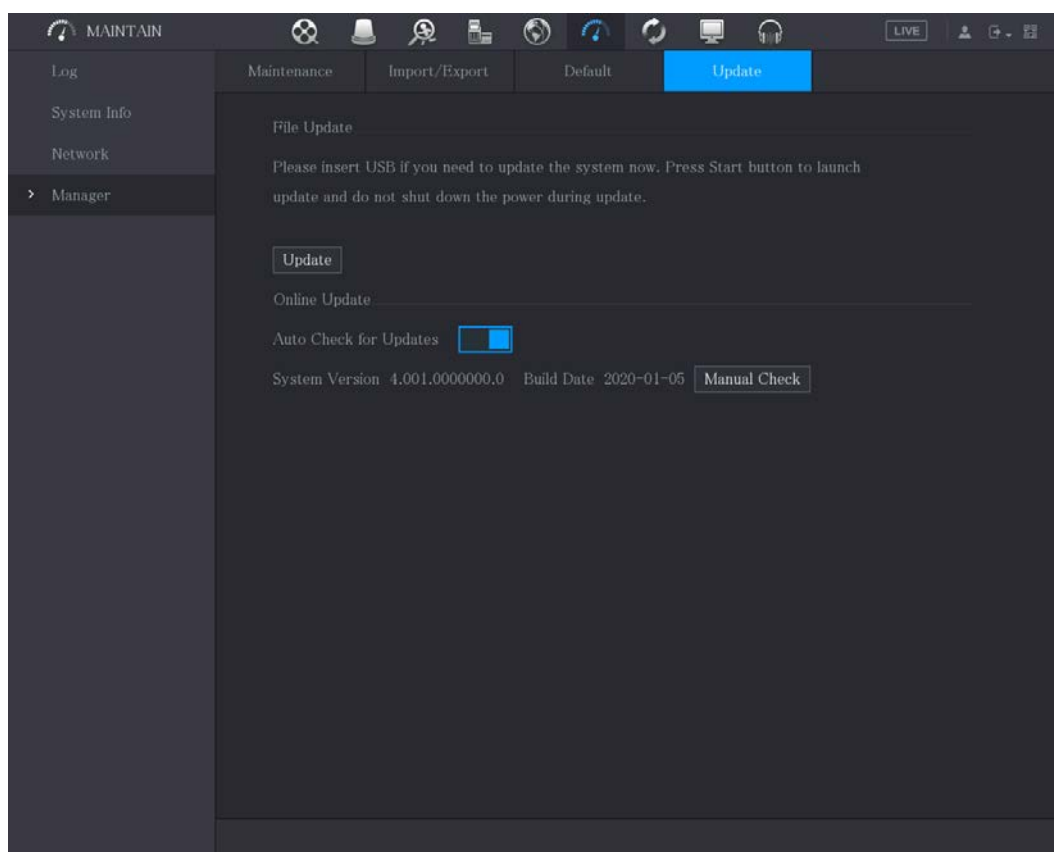 MAINTAIN
LIVE
Log
System Info
Network
Manager
Maintenance Import/Export Default Update
File Update
Please insert USB if you need to update the system now. Press Start button to launch
update and do not shut down the power during update.
Update
Online Update
Auto Check for Updates
System Version 4.001.0000000.0 Build Date 2020-01-05 Manual Check